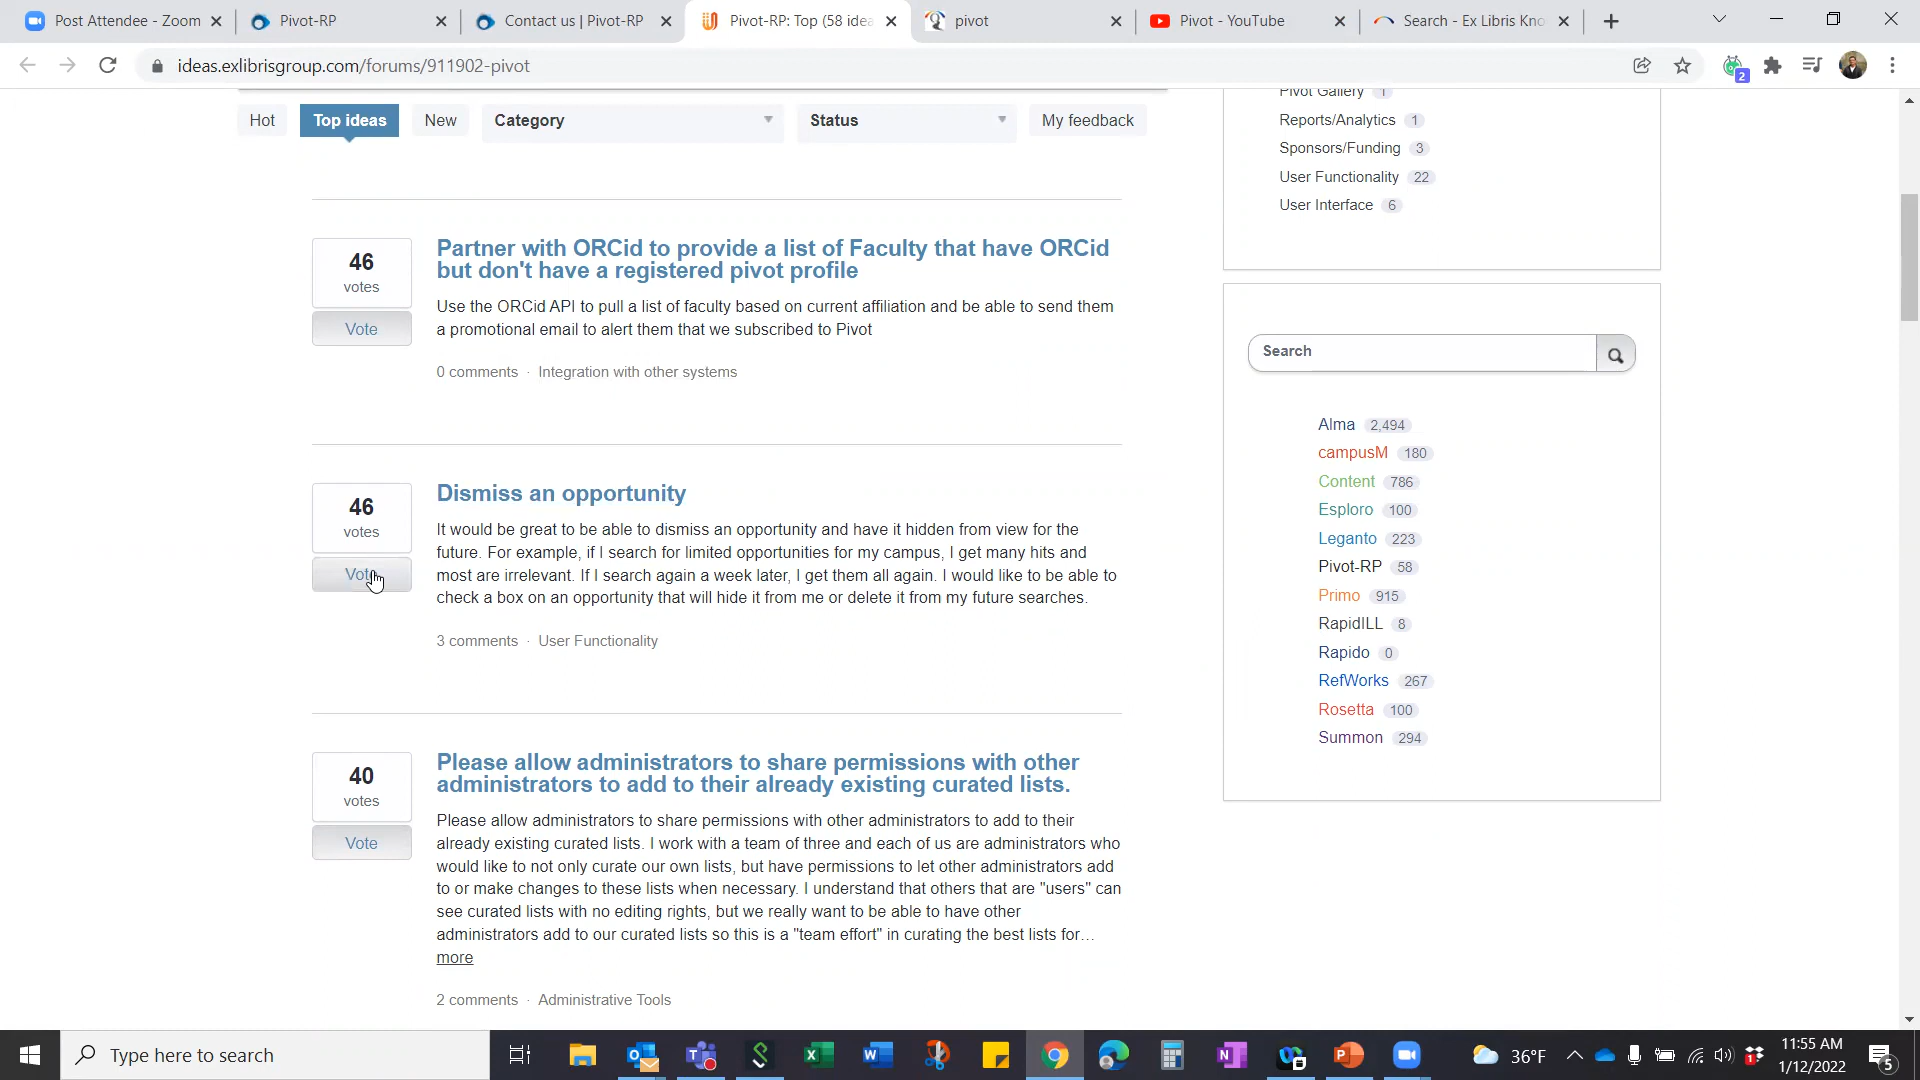 Post Attendee - Zoom
Pivot-RP
Contact us | Pivot-RP
Pivot-RP: Top (58 idea
pivot
Pivot - YouTube
Search - Ex Libris Kno
ideas.exlibrisgroup.com/forums/911902-pivot
2
Hot
Top ideas
New
Category
Status
My feedback
Pivot Gallery 1
Reports/Analytics 1
Sponsors/Funding 3
User Functionality 22
User Interface 6
46
votes
Vote
Partner with ORCid to provide a list of Faculty that have ORCid
but don't have a registered pivot profile
Use the ORCid API to pull a list of faculty based on current affiliation and be able to send them
a promotional email to alert them that we subscribed to Pivot
0 comments · Integration with other systems
46
votes
Vote
Dismiss an opportunity
It would be great to be able to dismiss an opportunity and have it hidden from view for the
future. For example, if I search for limited opportunities for my campus, I get many hits and
most are irrelevant. If I search again a week later, I get them all again. I would like to be able to
check a box on an opportunity that will hide it from me or delete it from my future searches.
3 comments · User Functionality
40
votes
Vote
Please allow administrators to share permissions with other
administrators to add to their already existing curated lists.
Please allow administrators to share permissions with other administrators to add to their
already existing curated lists. I work with a team of three and each of us are administrators who
would like to not only curate our own lists, but have permissions to let other administrators add
to or make changes to these lists when necessary. I understand that others that are "users" can
see curated lists with no editing rights, but we really want to be able to have other
administrators add to our curated lists so this is a "team effort" in curating the best lists for…
more
2 comments · Administrative Tools
Search
Alma 2,494
campusM 180
Content 786
Esploro 100
Leganto 223
Pivot-RP 58
Primo 915
RapidILL 8
Rapido 0
RefWorks 267
Rosetta 100
Summon 294
Type here to search
36°F
11:55 AM
1/12/2022
5